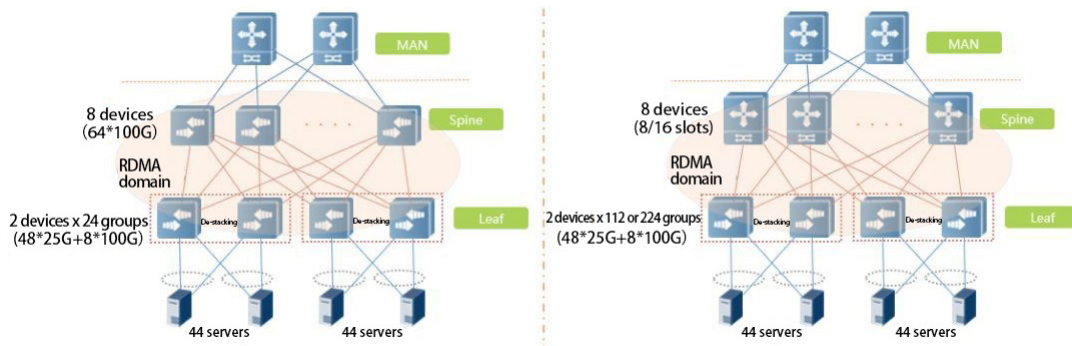 MAN
8 devices
(64*100G)
Spine
RDMA
domain
De-stacking
De-stacking
Leaf
2 devices x 24 groups
(48*25G+8*100G)
44 servers
44 servers
MAN
8 devices
(8/16 slots)
Spine
RDMA
domain
De-stacking
De-stacking
Leaf
2 devices x 112 or 224 groups
(48*25G+8*100G)
44 servers
44 servers